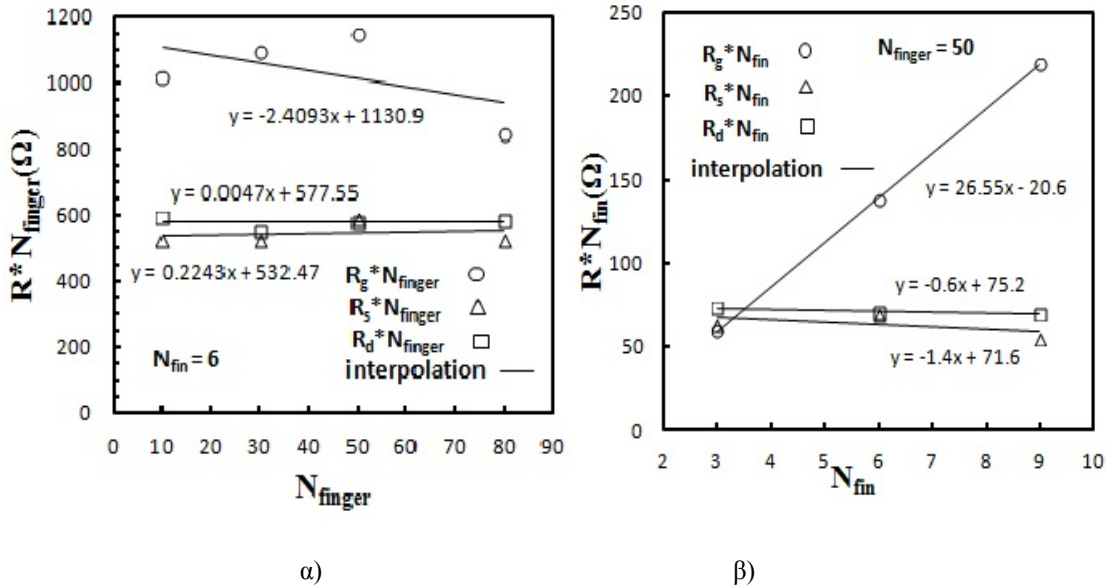 1200
1000
800
600
400
200
0
0 10 20 30 40 50 60 70 80 90
R*Nfinger(Ω)
Nfinger
y = -2.4093x + 1130.9
y = 0.0047x + 577.55
y = 0.2243x + 532.47
Rg*Nfinger
Rs*Nfinger
Rd*Nfinger
interpolation
Nfin = 6
α)
250
200
150
100
50
0
2 3 4 5 6 7 8 9 10
R*Nfin(Ω)
Nfin
Nfinger = 50
Rg*Nfin
Rs*Nfin
Rd*Nfin
interpolation
y = 26.55x - 20.6
y = -0.6x + 75.2
y = -1.4x + 71.6
β)